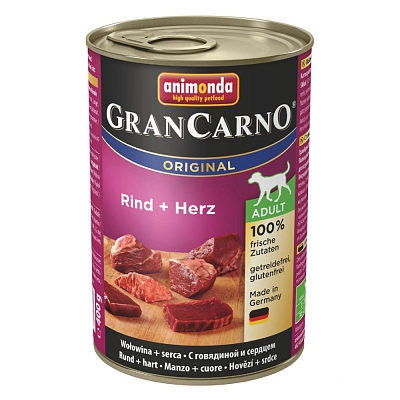 animonda
high quality petfood
GRANCARNO®
ORIGINAL
Rind + Herz
ADULT
100%
frische
Zutaten
getreidefrei,
glutenfrei
Made in
Germany
℮ 400 g
Wołowina + serca • С говядиной и сердцем
Rund + hart • Manzo + cuore • Hovězí + srdce